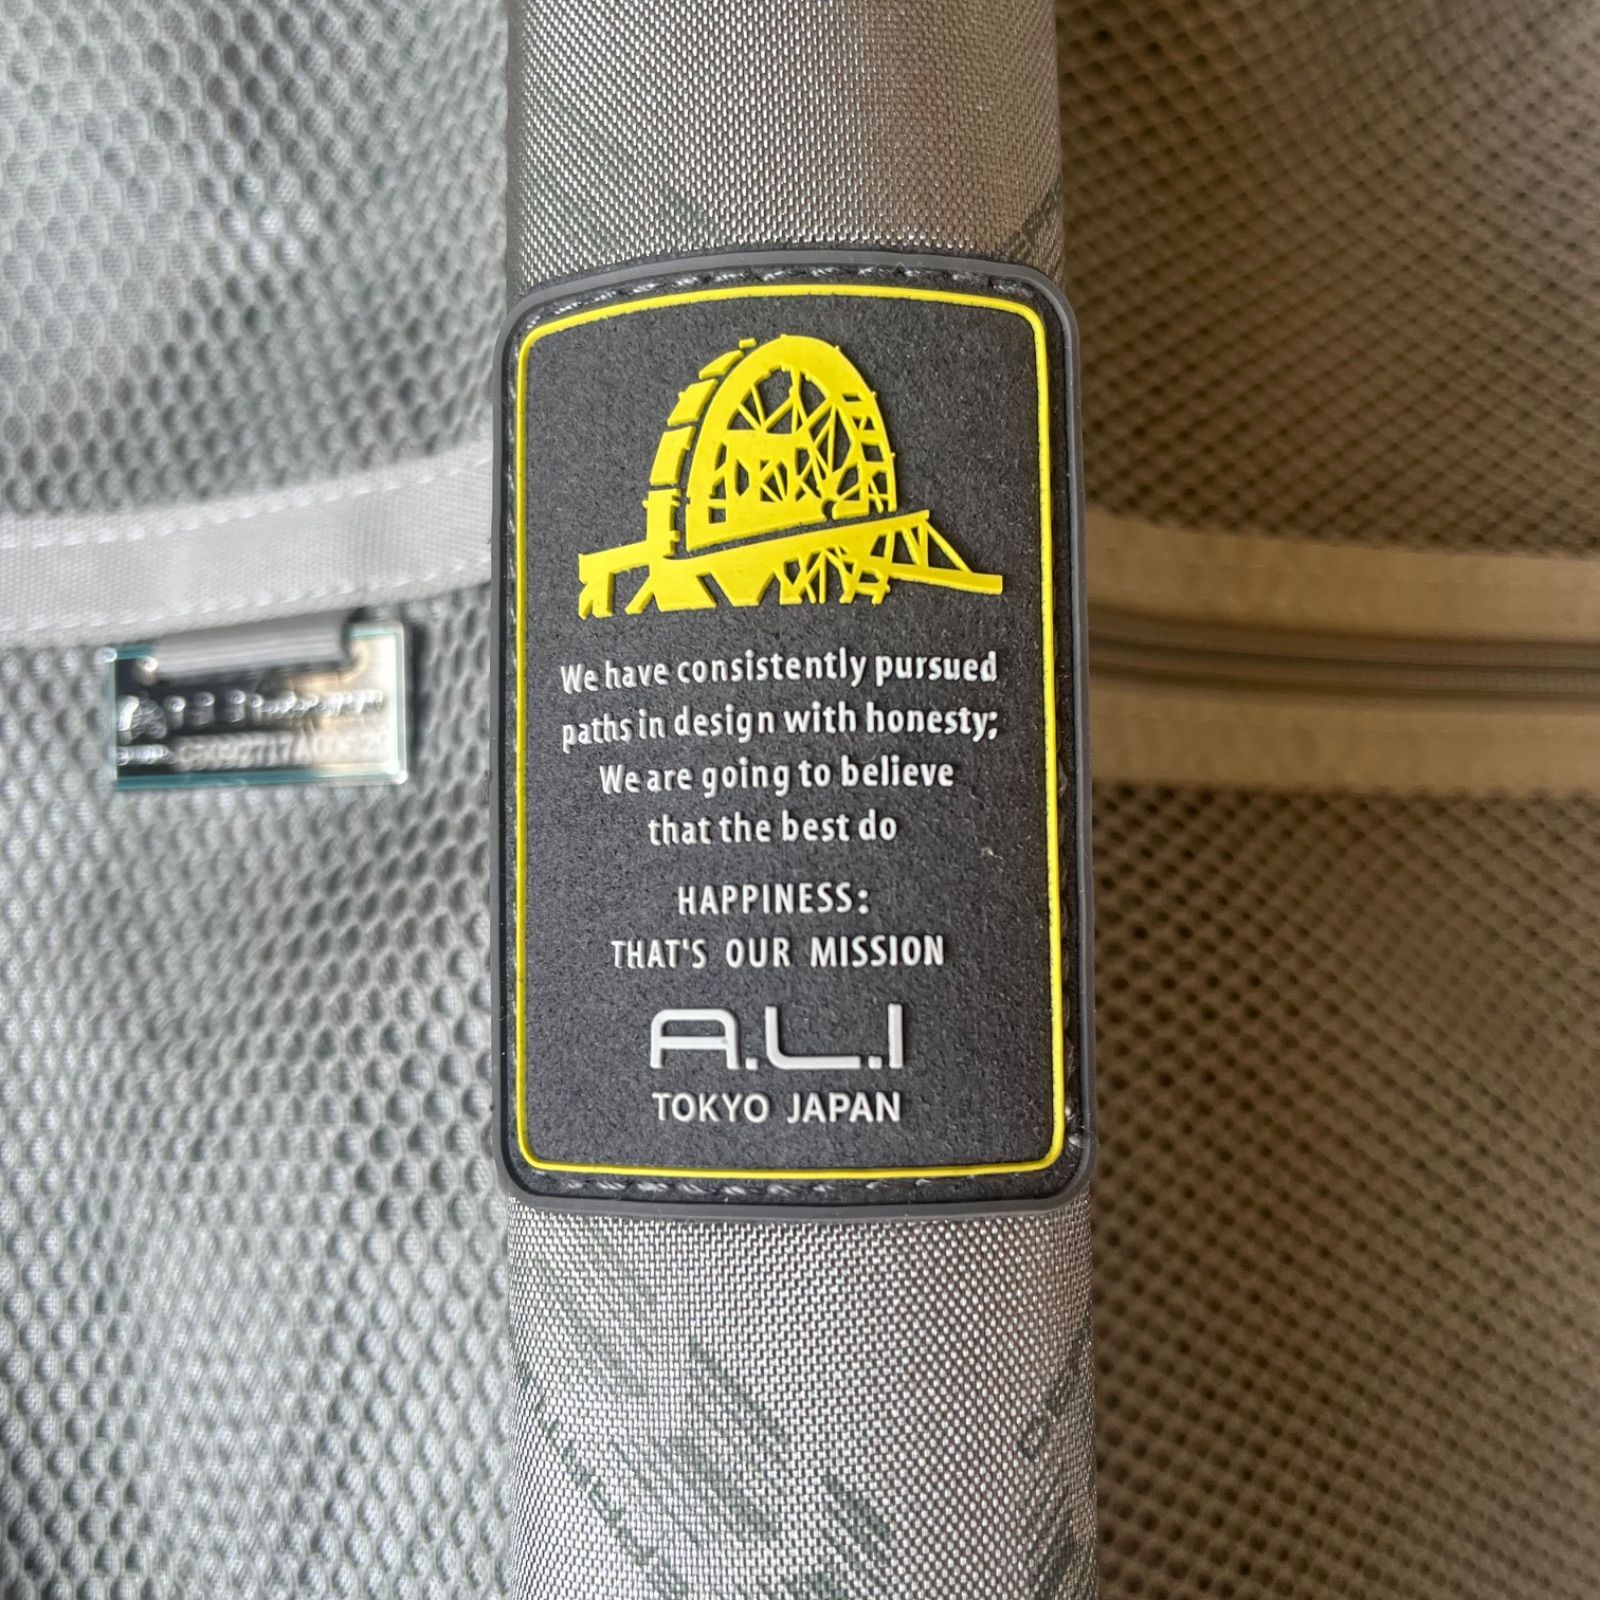 We have consistently pursued
paths in design with honesty;
We are going to believe
that the best do
HAPPINESS:
THAT'S OUR MISSION
A.L.I
TOKYO JAPAN